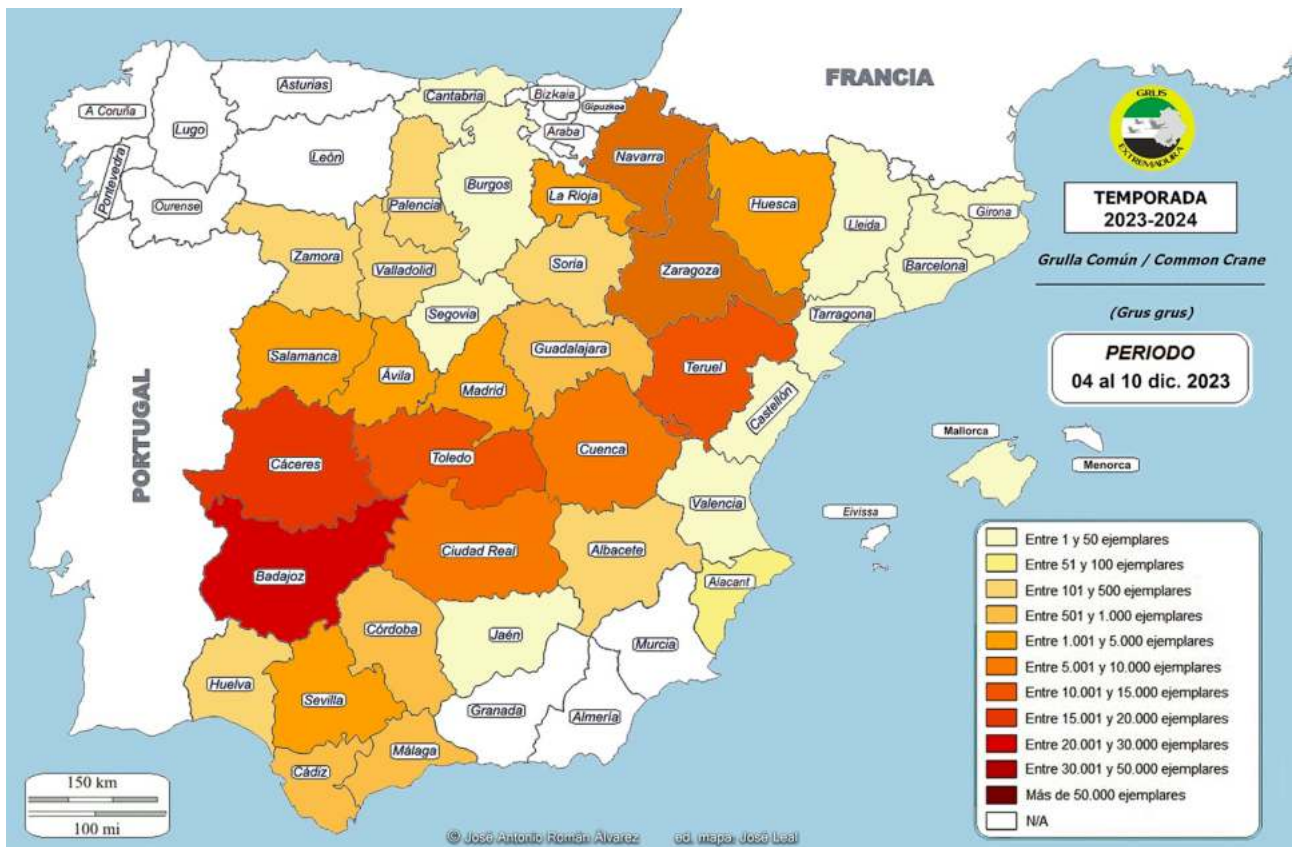 FRANCIA
PORTUGAL
A Coruña
Lugo
Asturias
Cantabria
Bizkaia
Gipuzkoa
Araba
Pontevedra
Ourense
León
Palencia
Burgos
La Rioja
Navarra
Huesca
Lleida
Girona
Barcelona
Tarragona
Zamora
Valladolid
Soria
Zaragoza
Segovia
Salamanca
Ávila
Madrid
Guadalajara
Teruel
Castellón
Cáceres
Toledo
Cuenca
Valencia
Badajoz
Ciudad Real
Albacete
Alacant
Córdoba
Jaén
Murcia
Huelva
Sevilla
Granada
Almería
Málaga
Cádiz
Mallorca
Menorca
Eivissa
GRUS
EXTREMADURA
TEMPORADA
2023-2024
Grulla Común / Common Crane
(Grus grus)
PERIODO
04 al 10 dic. 2023
Entre 1 y 50 ejemplares
Entre 51 y 100 ejemplares
Entre 101 y 500 ejemplares
Entre 501 y 1.000 ejemplares
Entre 1.001 y 5.000 ejemplares
Entre 5.001 y 10.000 ejemplares
Entre 10.001 y 15.000 ejemplares
Entre 15.001 y 20.000 ejemplares
Entre 20.001 y 30.000 ejemplares
Entre 30.001 y 50.000 ejemplares
Más de 50.000 ejemplares
N/A
150 km
100 mi
© José Antonio Román Álvarez ed. mapa: José Leal